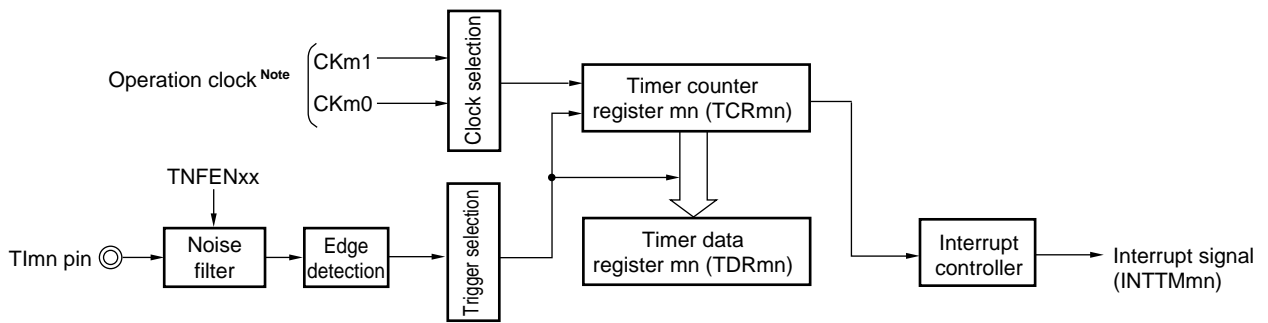 Operation clock Note
CKm1
CKm0
Clock selection
Timer counter
register mn (TCRmn)
TNFENxx
TImn pin
Noise
filter
Edge
detection
Trigger selection
Timer data
register mn (TDRmn)
Interrupt
controller
Interrupt signal
(INTTMmn)